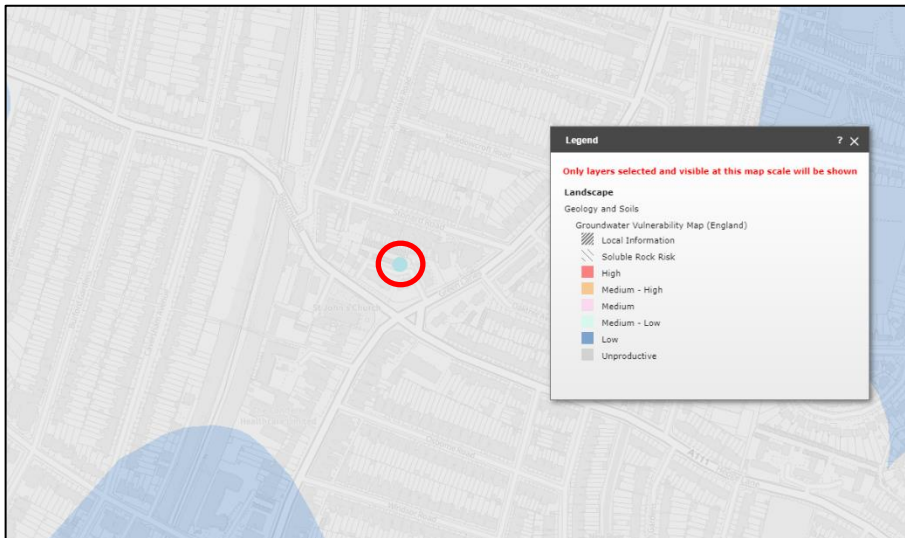 Legend ? X
Only layers selected and visible at this map scale will be shown
Landscape
Geology and Soils
Groundwater Vulnerability Map (England)
Local Information
Soluble Rock Risk
High
Medium - High
Medium
Medium - Low
Low
Unproductive
A111